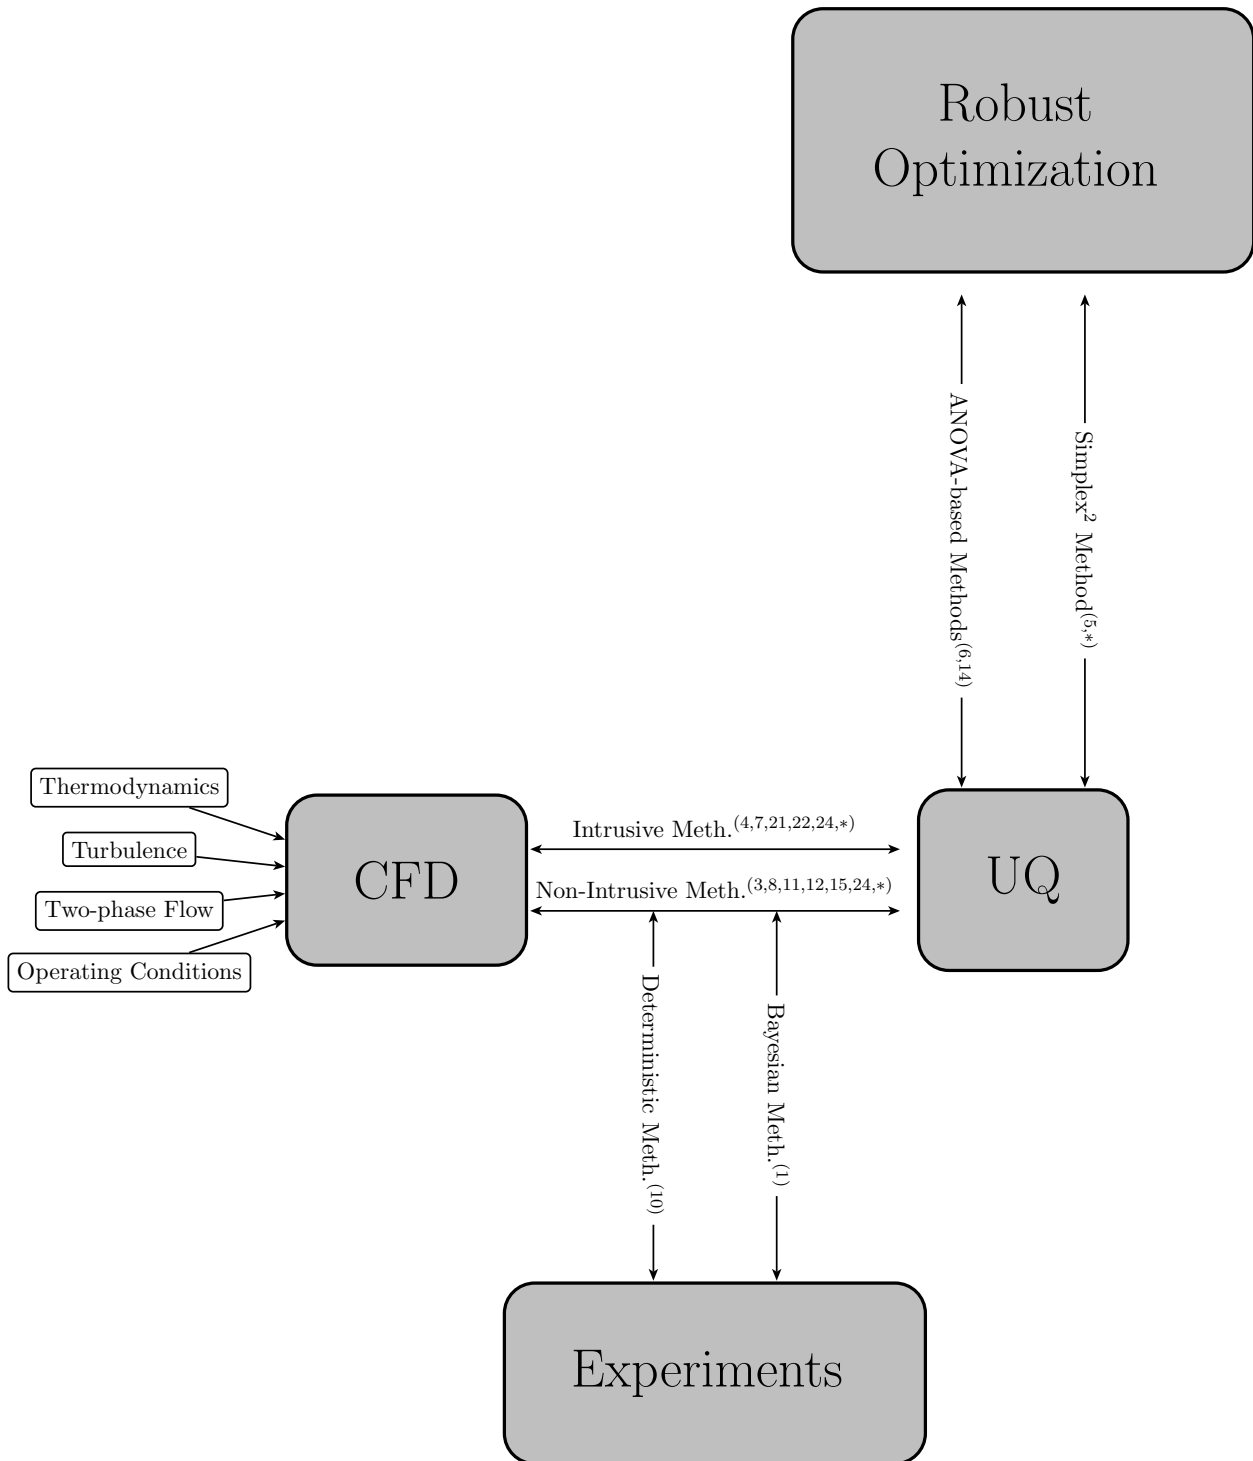 Robust
Optimization
ANOVA-based Methods(6,14)
Simplex2 Method(5,∗)
Thermodynamics
Turbulence
Two-phase Flow
Operating Conditions
CFD
Intrusive Meth.(4,7,21,22,24,∗)
Non-Intrusive Meth.(3,8,11,12,15,24,∗)
UQ
Deterministic Meth.(10)
Bayesian Meth.(1)
Experiments